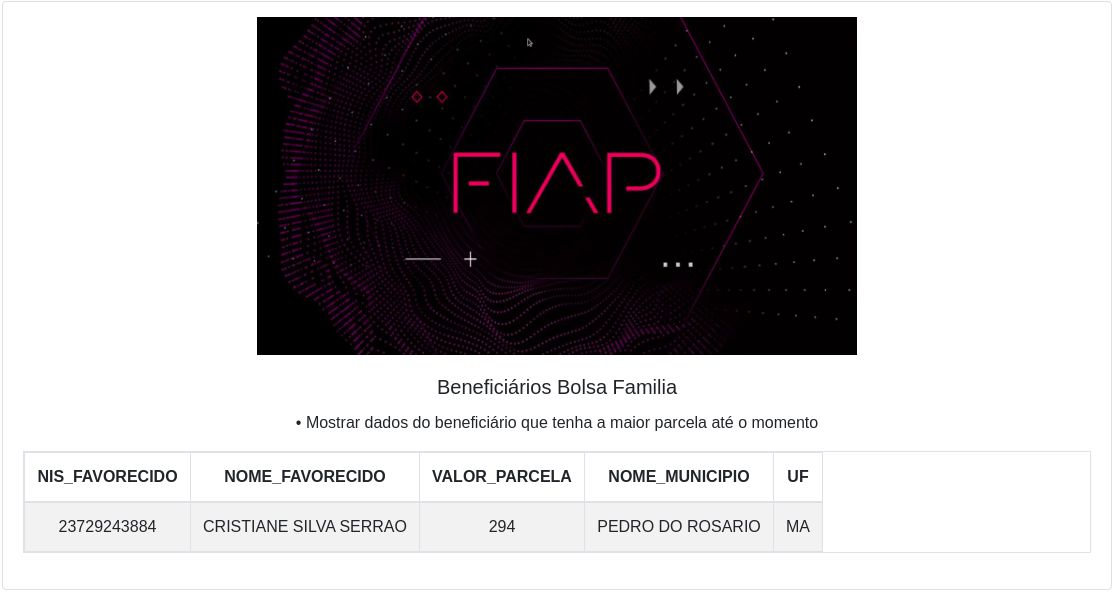 FIAP
Beneficiários Bolsa Familia
• Mostrar dados do beneficiário que tenha a maior parcela até o momento
NIS_FAVORECIDO NOME_FAVORECIDO VALOR_PARCELA NOME_MUNICIPIO UF
23729243884 CRISTIANE SILVA SERRAO 294 PEDRO DO ROSARIO MA